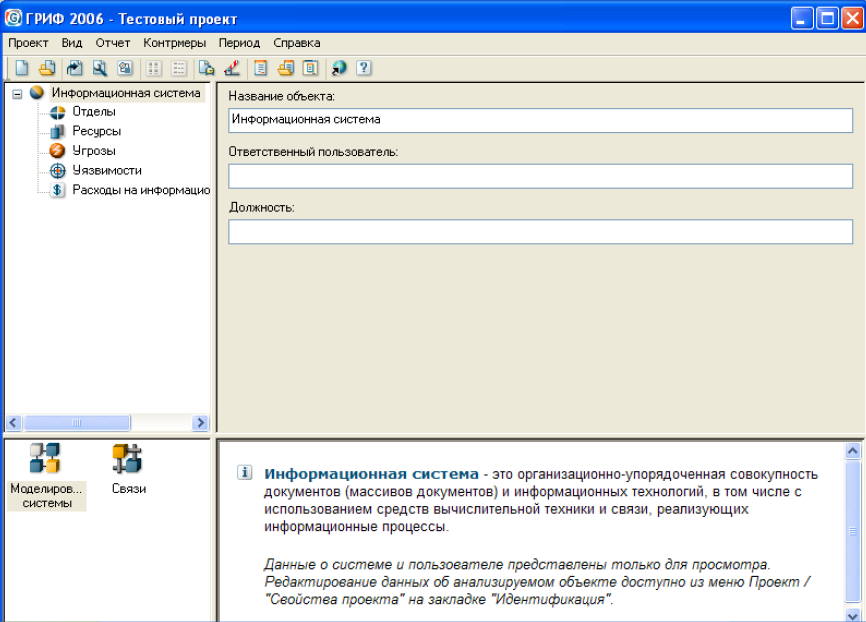 ГРИФ 2006 - Тестовый проект
Проект Вид Отчет Контрмеры Период Справка
Информационная система
Отделы
Ресурсы
Угрозы
Уязвимости
Расходы на информацио
Название объекта:
Информационная система
Ответственный пользователь:
Должность:
Моделиров...
системы
Связи
Информационная система - это организационно-упорядоченная совокупность
документов (массивов документов) и информационных технологий, в том числе с
использованием средств вычислительной техники и связи, реализующих
информационные процессы.
Данные о системе и пользователе представлены только для просмотра.
Редактирование данных об анализируемом объекте доступно из меню Проект /
"Свойства проекта" на закладке "Идентификация".